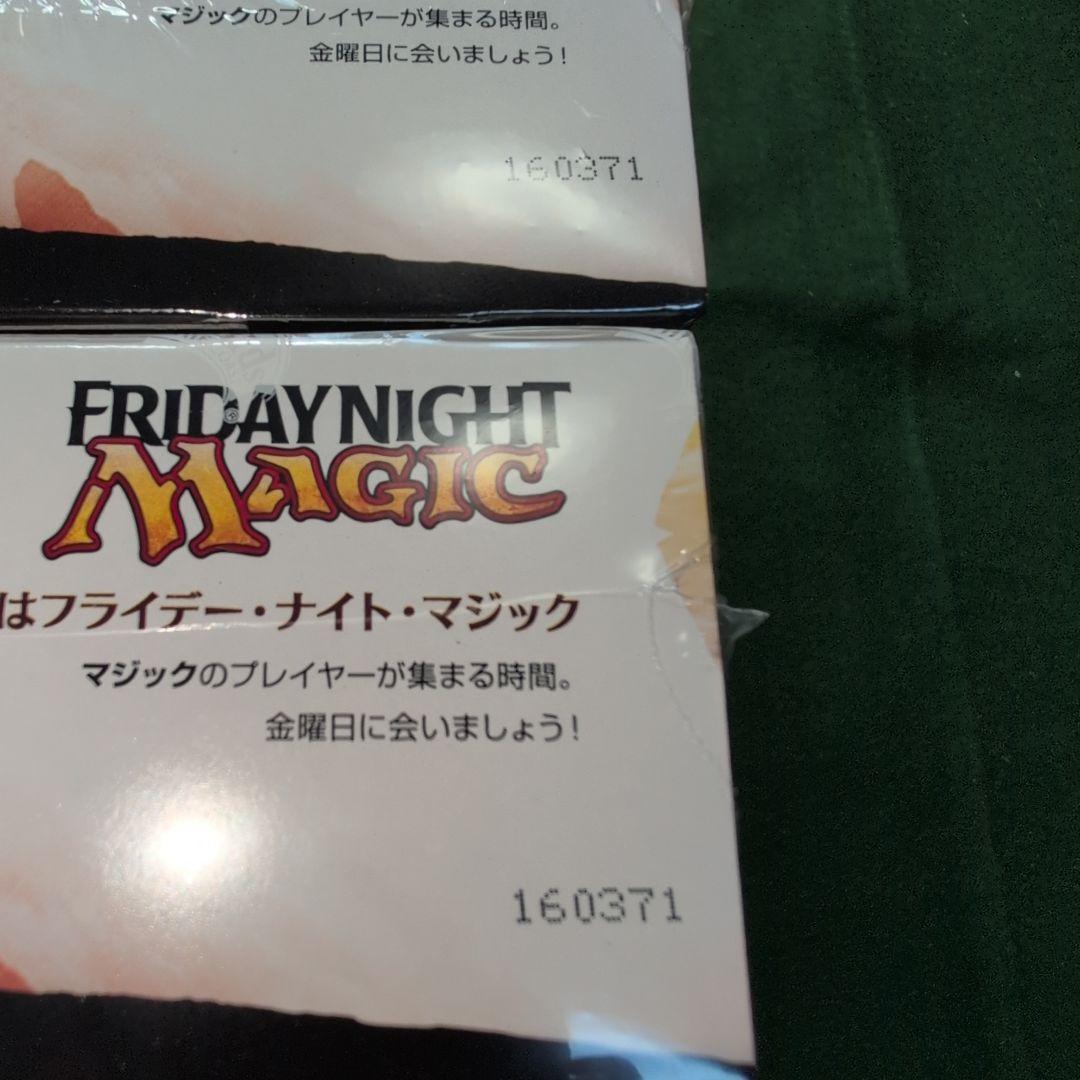 マジックのプレイヤーが集まる時間。
金曜日に会いましょう!
160371
FRIDAY NIGHT
MAGIC
はフライデー・ナイト・マジック
マジックのプレイヤーが集まる時間。
金曜日に会いましょう!
160371